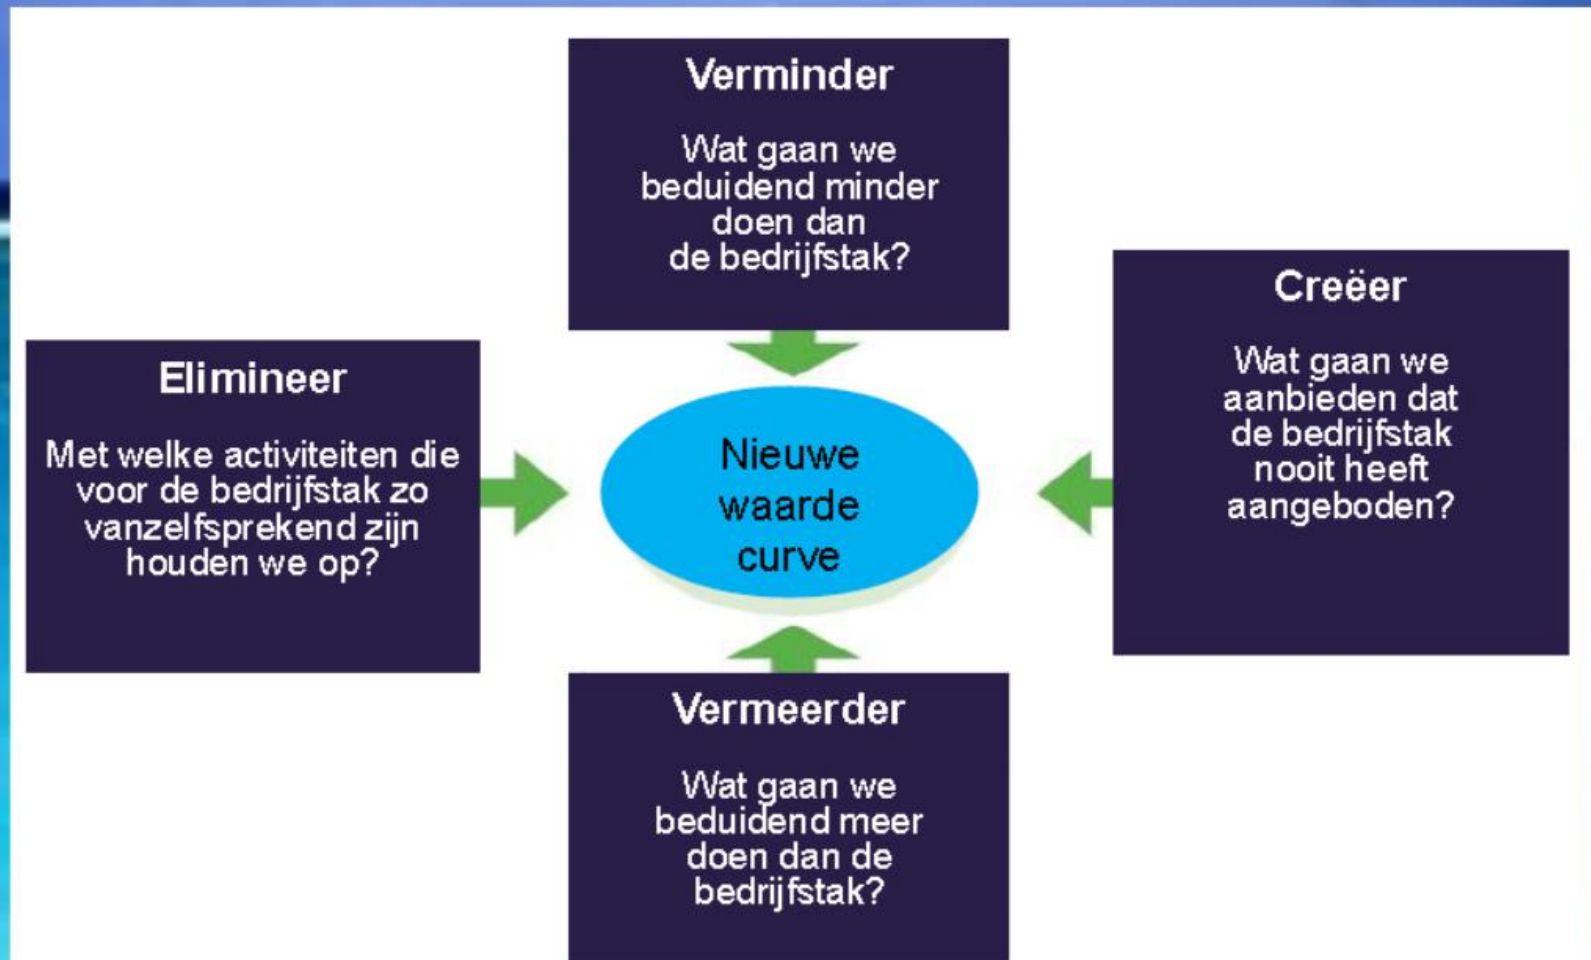 Verminder
Wat gaan we
beduidend minder
doen dan
de bedrijfstak?
Creëer
Wat gaan we
aanbieden dat
de bedrijfstak
nooit heeft
aangeboden?
Elimineer
Met welke activiteiten die
voor de bedrijfstak zo
vanzelfsprekend zijn
houden we op?
Nieuwe
waarde
curve
Vermeerder
Wat gaan we
beduidend meer
doen dan de
bedrijfstak?